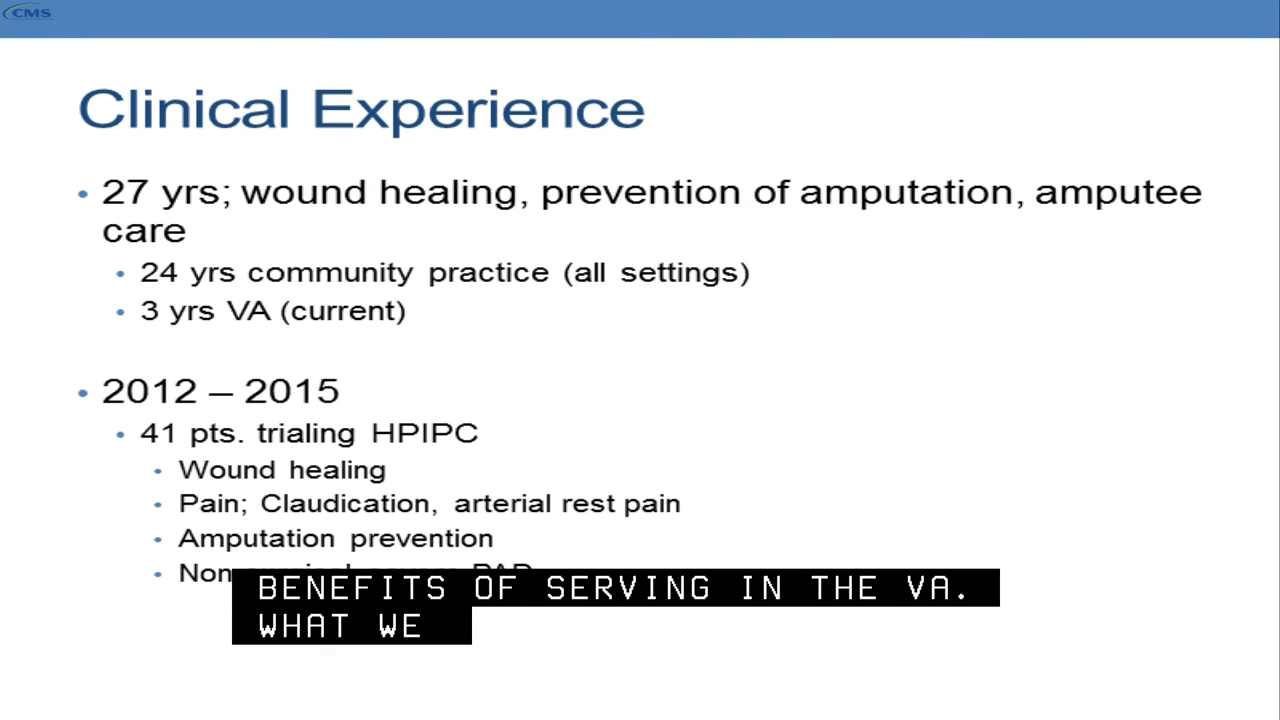 CMS
Clinical Experience
• 27 yrs; wound healing, prevention of amputation, amputee
care
• 24 yrs community practice (all settings)
• 3 yrs VA (current)
• 2012 – 2015
• 41 pts. trialing HPIPC
• Wound healing
• Pain; Claudication, arterial rest pain
• Amputation prevention
• Non
BENEFITS OF SERVING IN THE VA.
WHAT WE